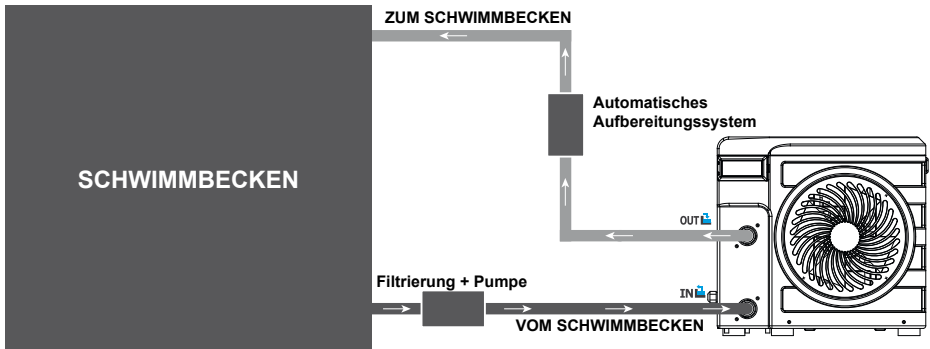 ZUM SCHWIMMBECKEN
Automatisches
Aufbereitungssystem
SCHWIMMBECKEN
OUT
Filtrierung + Pumpe
IN
VOM SCHWIMMBECKEN